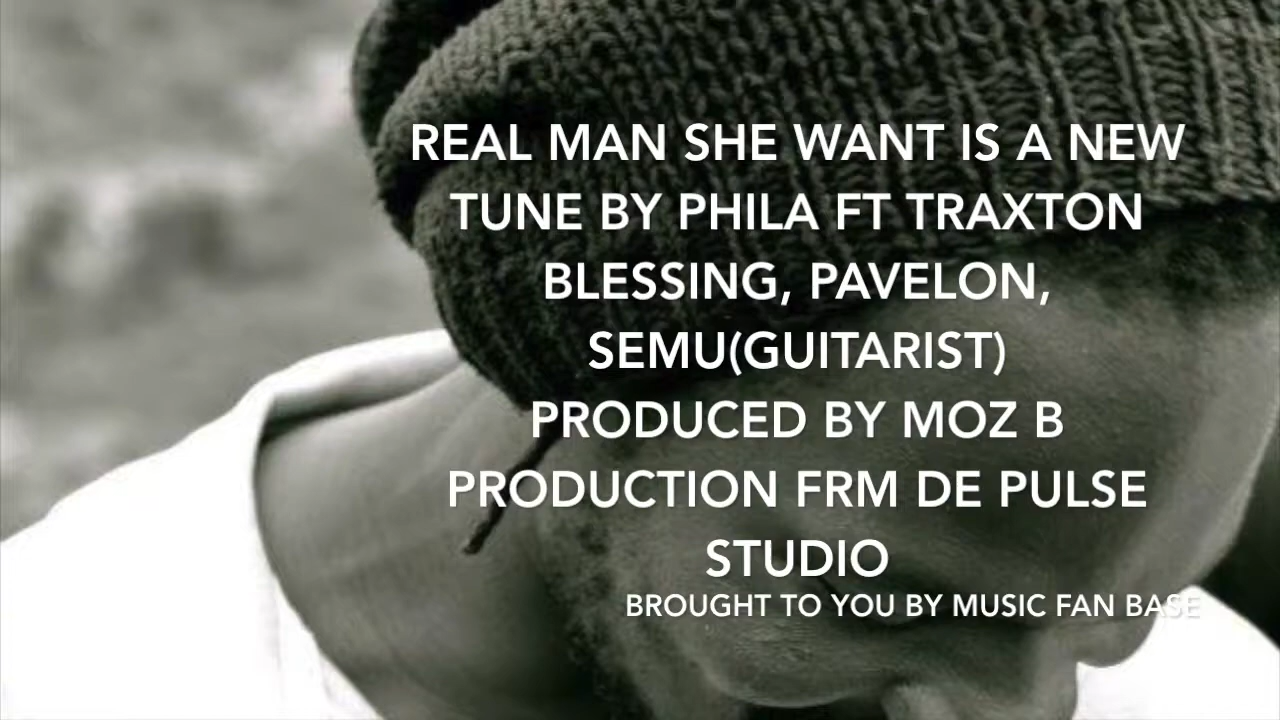 REAL MAN SHE WANT IS A NEW
TUNE BY PHILA FT TRAXTON
BLESSING, PAVELON,
SEMU(GUITARIST)
PRODUCED BY MOZ B
PRODUCTION FRM DE PULSE
STUDIO
BROUGHT TO YOU BY MUSIC FAN BASE